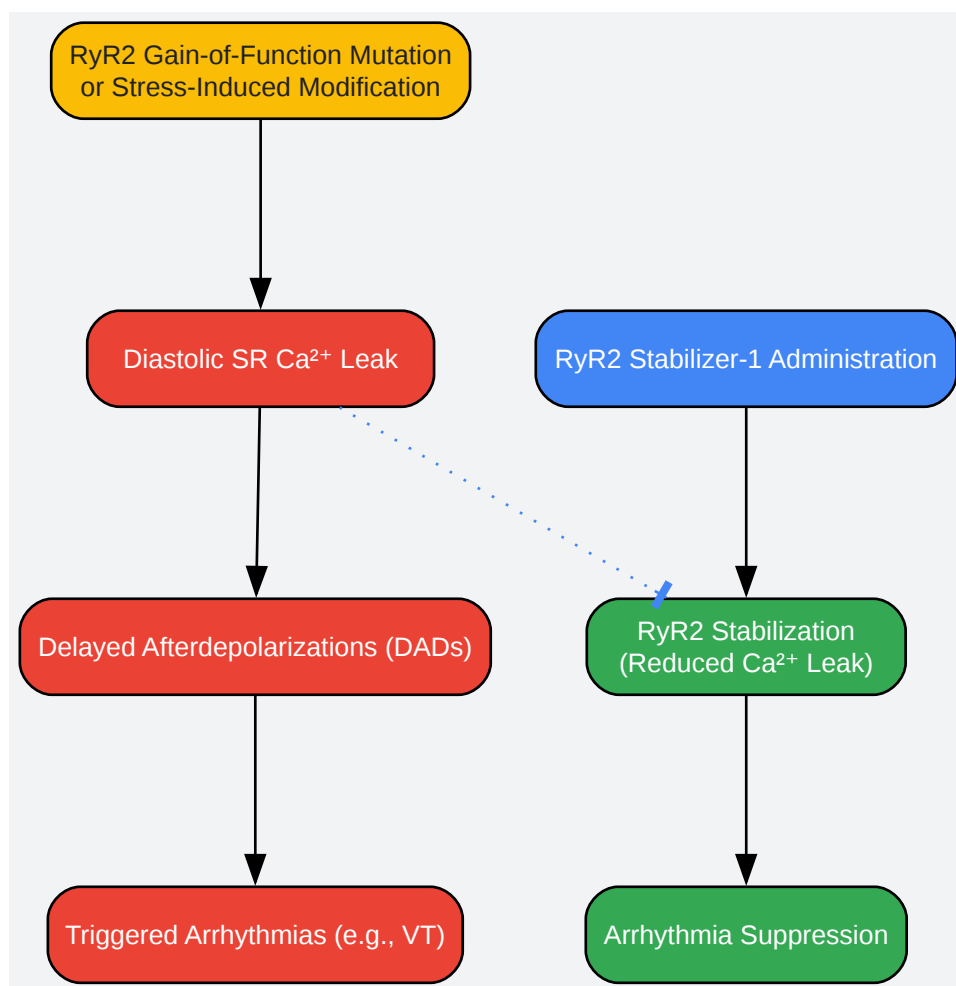 RyR2 Gain-of-Function Mutation
or Stress-Induced Modification
Diastolic SR Ca²⁺ Leak
RyR2 Stabilizer-1 Administration
Delayed Afterdepolarizations (DADs)
RyR2 Stabilization
(Reduced Ca²⁺ Leak)
Triggered Arrhythmias (e.g., VT)
Arrhythmia Suppression